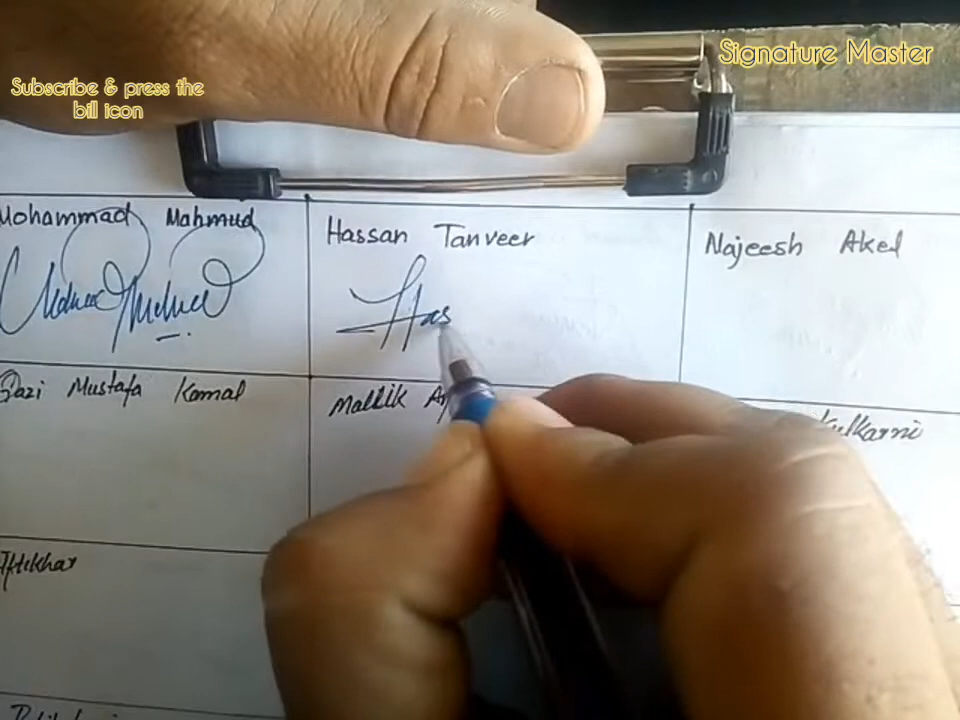 Signature Master
Subscribe & press the
bill icon
Mohammad Mahmud
Hassan Tanveer
Najeesh Akel
Has
Qazi Mustafa Kamal
Mallik
Kulkarni
Iftikhar